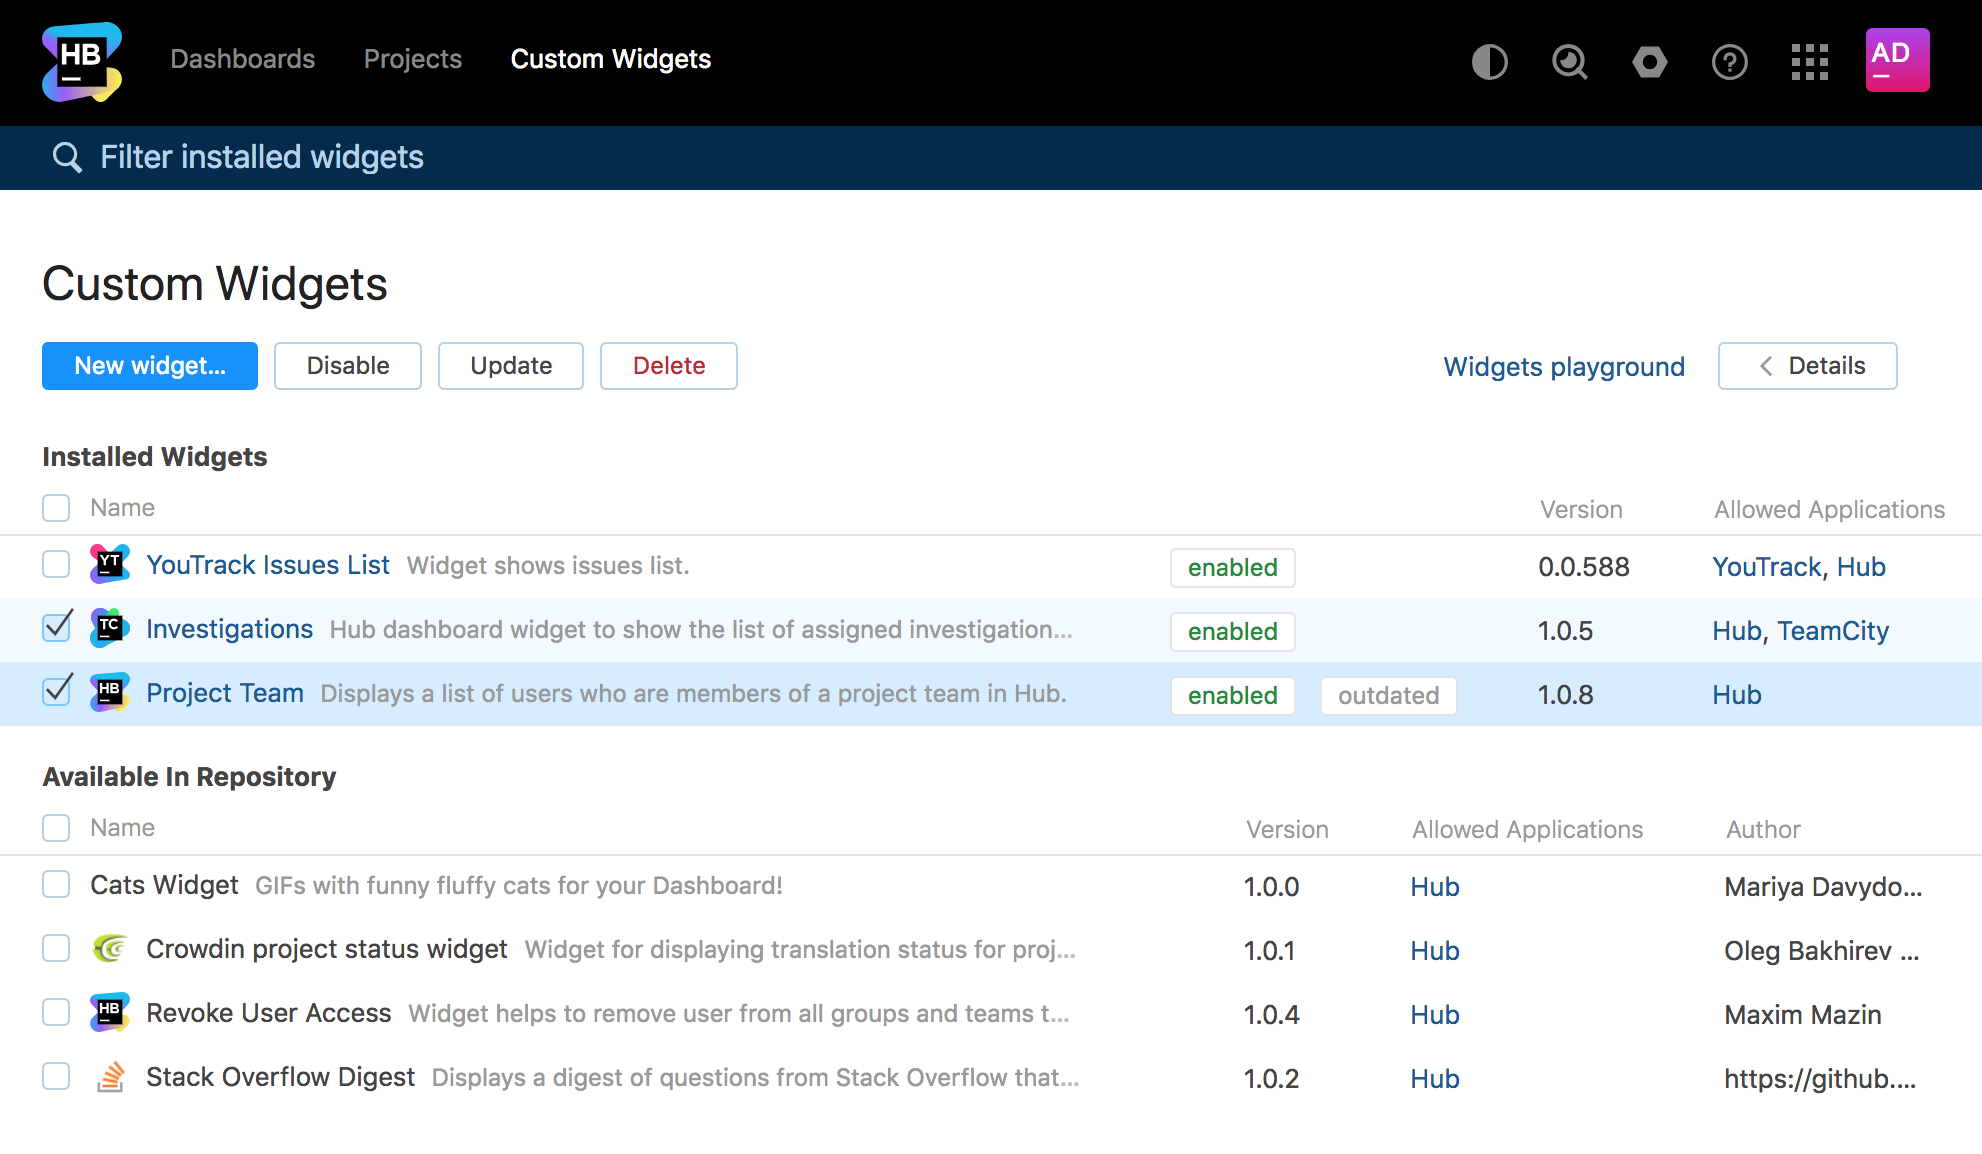 HB Dashboards Projects Custom Widgets ? AD
Filter installed widgets
Custom Widgets
New widget... Disable Update Delete Widgets playground Details
Installed Widgets
Name Version Allowed Applications
YT YouTrack Issues List Widget shows issues list. enabled 0.0.588 YouTrack, Hub
TC Investigations Hub dashboard widget to show the list of assigned investigation... enabled 1.0.5 Hub, TeamCity
HB Project Team Displays a list of users who are members of a project team in Hub. enabled outdated 1.0.8 Hub
Available In Repository
Name Version Allowed Applications Author
Cats Widget GIFs with funny fluffy cats for your Dashboard! 1.0.0 Hub Mariya Davydo...
Crowdin project status widget Widget for displaying translation status for proj... 1.0.1 Hub Oleg Bakhirev ...
HB Revoke User Access Widget helps to remove user from all groups and teams t... 1.0.4 Hub Maxim Mazin
Stack Overflow Digest Displays a digest of questions from Stack Overflow that... 1.0.2 Hub https://github....